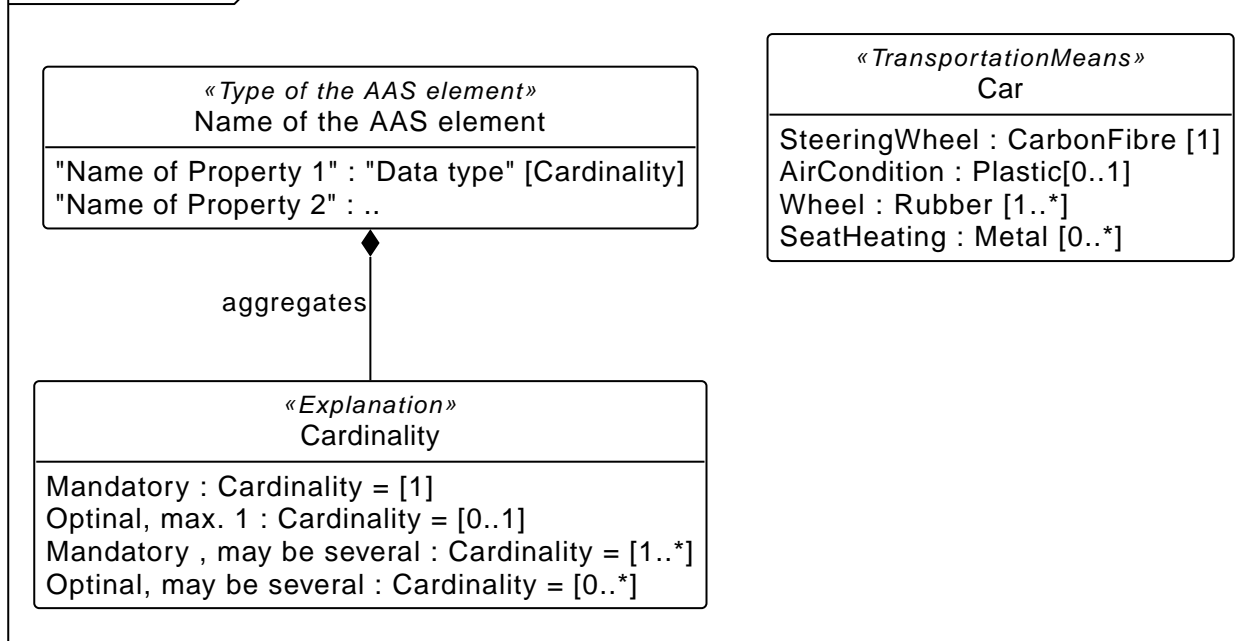 «Type of the AAS element»
Name of the AAS element
"Name of Property 1" : "Data type" [Cardinality]
"Name of Property 2" : ..
aggregates
«Explanation»
Cardinality
Mandatory : Cardinality = [1]
Optinal, max. 1 : Cardinality = [0..1]
Mandatory , may be several : Cardinality = [1..*]
Optinal, may be several : Cardinality = [0..*]
«TransportationMeans»
Car
SteeringWheel : CarbonFibre [1]
AirCondition : Plastic[0..1]
Wheel : Rubber [1..*]
SeatHeating : Metal [0..*]